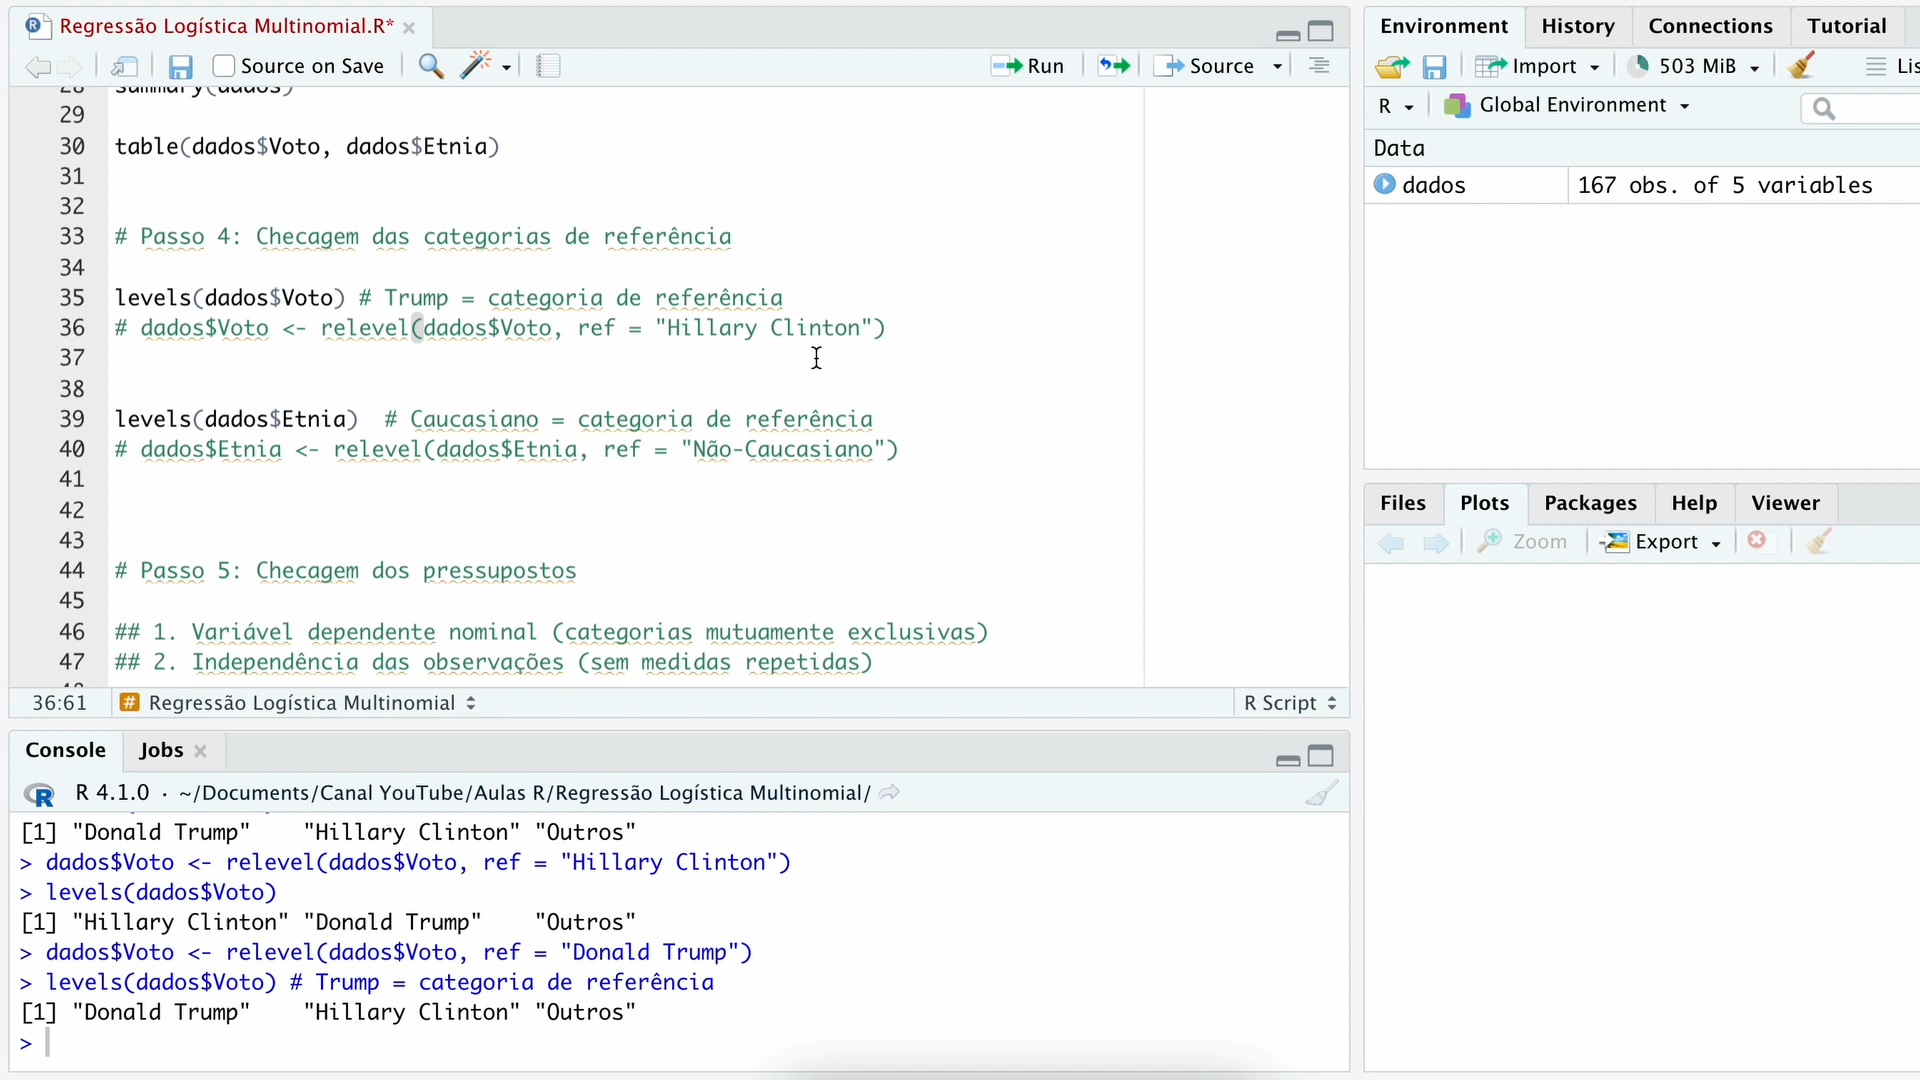 Regressão Logística Multinomial.R*
Source on Save
Run
Source
summary(dados)
29
30 table(dados$Voto, dados$Etnia)
31
32
33 # Passo 4: Checagem das categorias de referência
34
35 levels(dados$Voto) # Trump = categoria de referência
36 # dados$Voto <- relevel(dados$Voto, ref = "Hillary Clinton")
37
38
39 levels(dados$Etnia)  # Caucasiano = categoria de referência
40 # dados$Etnia <- relevel(dados$Etnia, ref = "Não-Caucasiano")
41
42
43
44 # Passo 5: Checagem dos pressupostos
45
46 ## 1. Variável dependente nominal (categorias mutuamente exclusivas)
47 ## 2. Independência das observações (sem medidas repetidas)
36:61 # Regressão Logística Multinomial R Script
Console Jobs
R 4.1.0 · ~/Documents/Canal YouTube/Aulas R/Regressão Logística Multinomial/
[1] "Donald Trump"    "Hillary Clinton" "Outros"
> dados$Voto <- relevel(dados$Voto, ref = "Hillary Clinton")
> levels(dados$Voto)
[1] "Hillary Clinton" "Donald Trump"    "Outros"
> dados$Voto <- relevel(dados$Voto, ref = "Donald Trump")
> levels(dados$Voto) # Trump = categoria de referência
[1] "Donald Trump"    "Hillary Clinton" "Outros"
>
Environment History Connections Tutorial
Import 503 MiB
R Global Environment
Data
dados 167 obs. of 5 variables
Files Plots Packages Help Viewer
Zoom Export